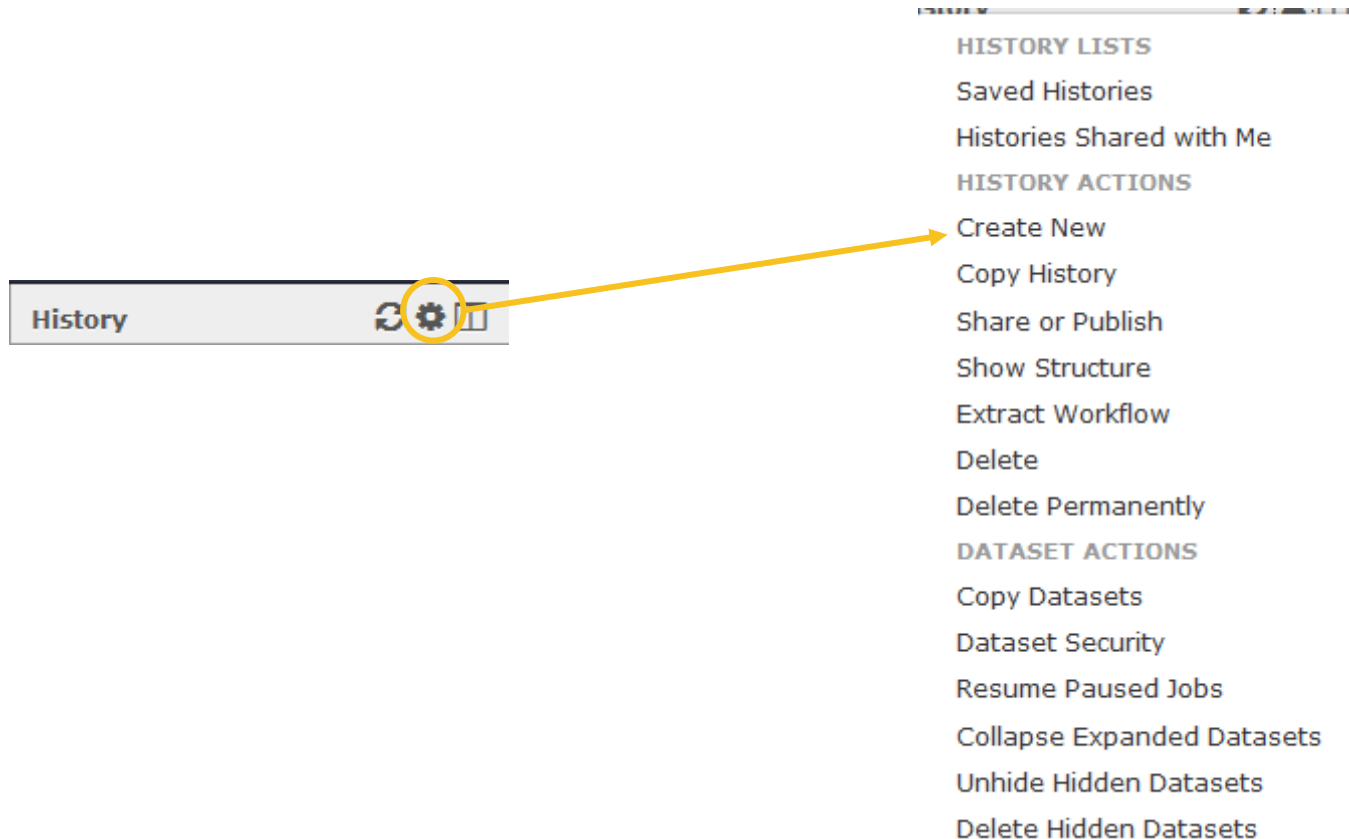 History
HISTORY LISTS
Saved Histories
Histories Shared with Me
HISTORY ACTIONS
Create New
Copy History
Share or Publish
Show Structure
Extract Workflow
Delete
Delete Permanently
DATASET ACTIONS
Copy Datasets
Dataset Security
Resume Paused Jobs
Collapse Expanded Datasets
Unhide Hidden Datasets
Delete Hidden Datasets